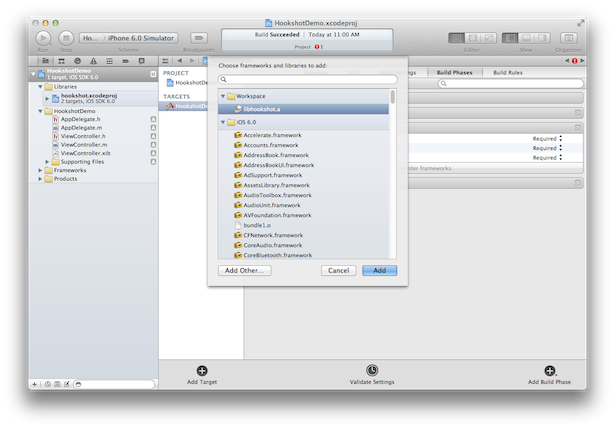 HookshotDemo.xcodeproj
Build Succeeded | Today at 11:00 AM
Project 1
Ho... iPhone 6.0 Simulator
Run Stop Scheme Breakpoints Editor View Organizer
HookshotDemo
2 targets, iOS SDK 6.0
Libraries
hookshot.xcodeproj
2 targets, iOS SDK 6.0
HookshotDemo
AppDelegate.h
AppDelegate.m
ViewController.h
ViewController.m
ViewController.xib
Supporting Files
Frameworks
Products
PROJECT
HookshotDe
TARGETS
HookshotDe
Build Phases Build Rules
Choose frameworks and libraries to add:
Workspace
libhookshot.a
iOS 6.0
Accelerate.framework
Accounts.framework
AddressBook.framework
AddressBookUI.framework
AdSupport.framework
AssetsLibrary.framework
AudioToolbox.framework
AudioUnit.framework
AVFoundation.framework
bundle1.o
CFNetwork.framework
CoreAudio.framework
CoreBluetooth.framework
Add Other... Cancel Add
Required
Required
Required
der frameworks
Add Target Validate Settings Add Build Phase